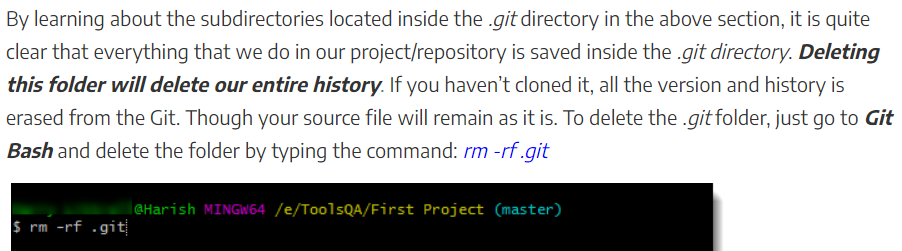 By learning about the subdirectories located inside the .git directory in the above section, it is quite
clear that everything that we do in our project/repository is saved inside the .git directory. Deleting
this folder will delete our entire history. If you haven't cloned it, all the version and history is
erased from the Git. Though your source file will remain as it is. To delete the .git folder, just go to Git
Bash and delete the folder by typing the command: rm -rf .git
@Harish MINGW64 /e/ToolsQA/First Project (master)
$ rm -rf .git